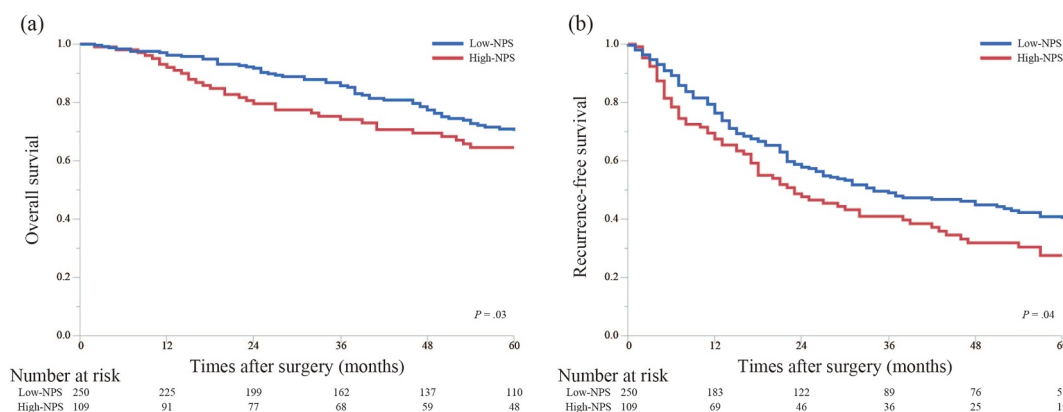 (a)
1.0
0.8
0.6
0.4
0.2
0.0
Overall survial
Low-NPS
High-NPS
P = .03
0 12 24 36 48 60
Times after surgery (months)
Number at risk
Low-NPS 250 225 199 162 137 110
High-NPS 109 91 77 68 59 48
(b)
1.0
0.8
0.6
0.4
0.2
0.0
Recurrence-free survival
Low-NPS
High-NPS
P = .04
0 12 24 36 48
Times after surgery (months)
Number at risk
Low-NPS 250 183 122 89 76
High-NPS 109 69 46 36 25